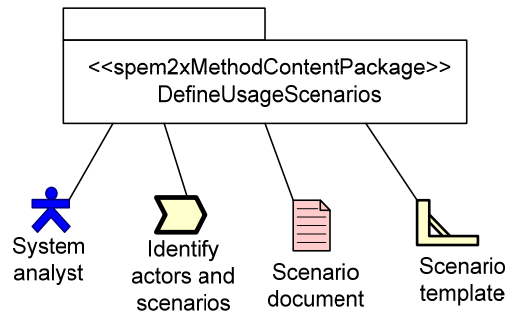 <<spem2xMethodContentPackage>>
DefineUsageScenarios
System
analyst
Identify
actors and
scenarios
Scenario
document
Scenario
template